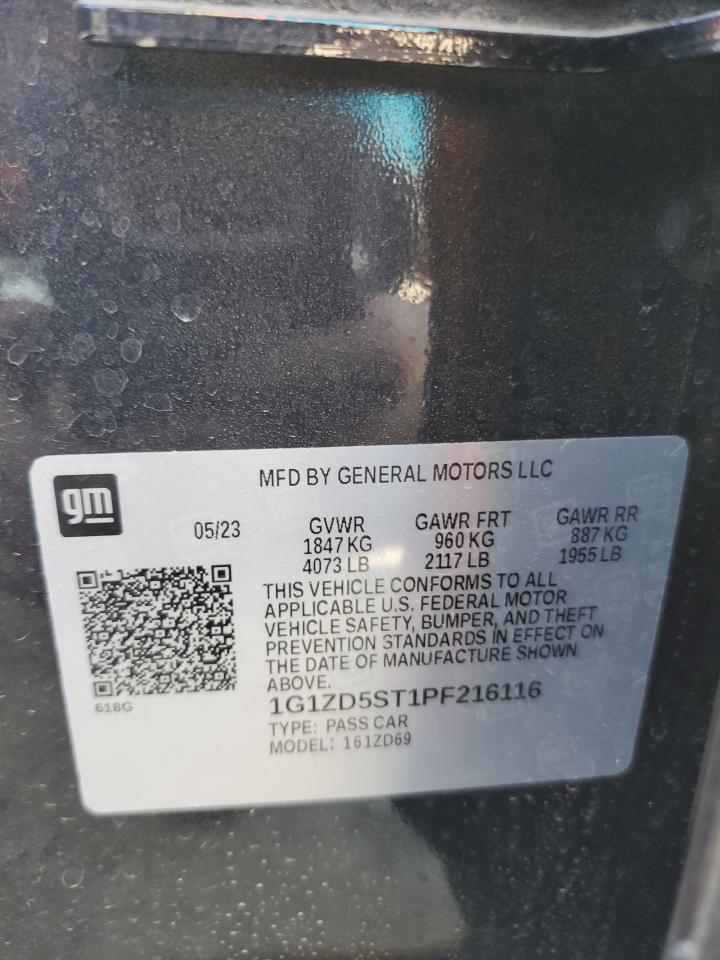 gm
MFD BY GENERAL MOTORS LLC
05/23
GVWR GAWR FRT GAWR RR
1847 KG 960 KG 887 KG
4073 LB 2117 LB 1955 LB
THIS VEHICLE CONFORMS TO ALL
APPLICABLE U.S. FEDERAL MOTOR
VEHICLE SAFETY, BUMPER, AND THEFT
PREVENTION STANDARDS IN EFFECT ON
THE DATE OF MANUFACTURE SHOWN
ABOVE.
618G
1G1ZD5ST1PF216116
TYPE: PASS CAR
MODEL: 161ZD69